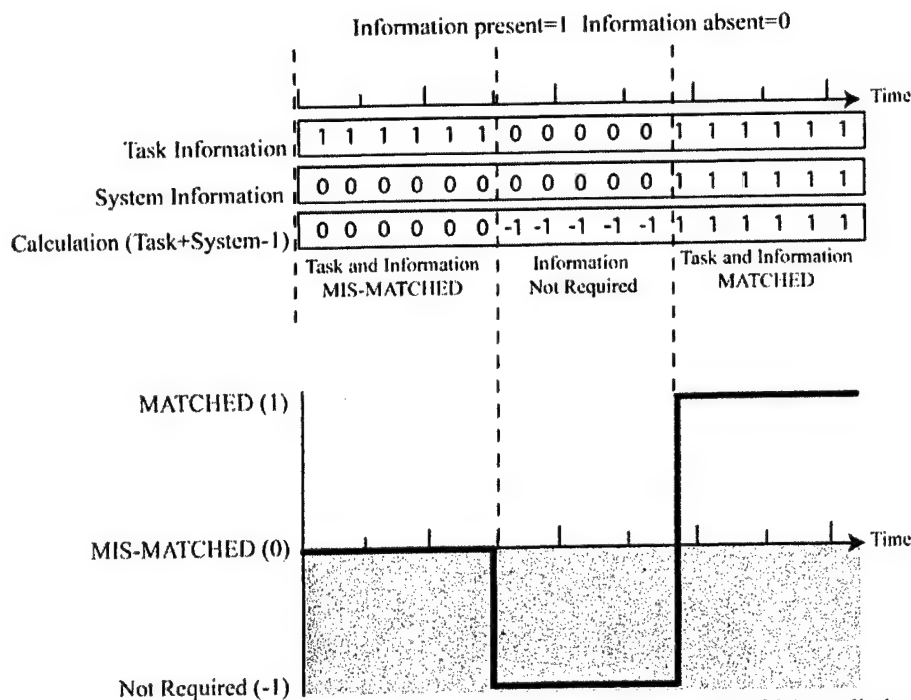 Information present=1 Information absent=0
Time
Task Information 1 1 1 1 1 1 0 0 0 0 0 1 1 1 1 1 1
System Information 0 0 0 0 0 0 0 0 0 0 0 1 1 1 1 1 1
Calculation (Task+System-1) 0 0 0 0 0 0 -1 -1 -1 -1 -1 1 1 1 1 1 1
Task and Information Information Task and Information
MIS-MATCHED Not Required MATCHED
MATCHED (1)
MIS-MATCHED (0) Time
Not Required (-1)